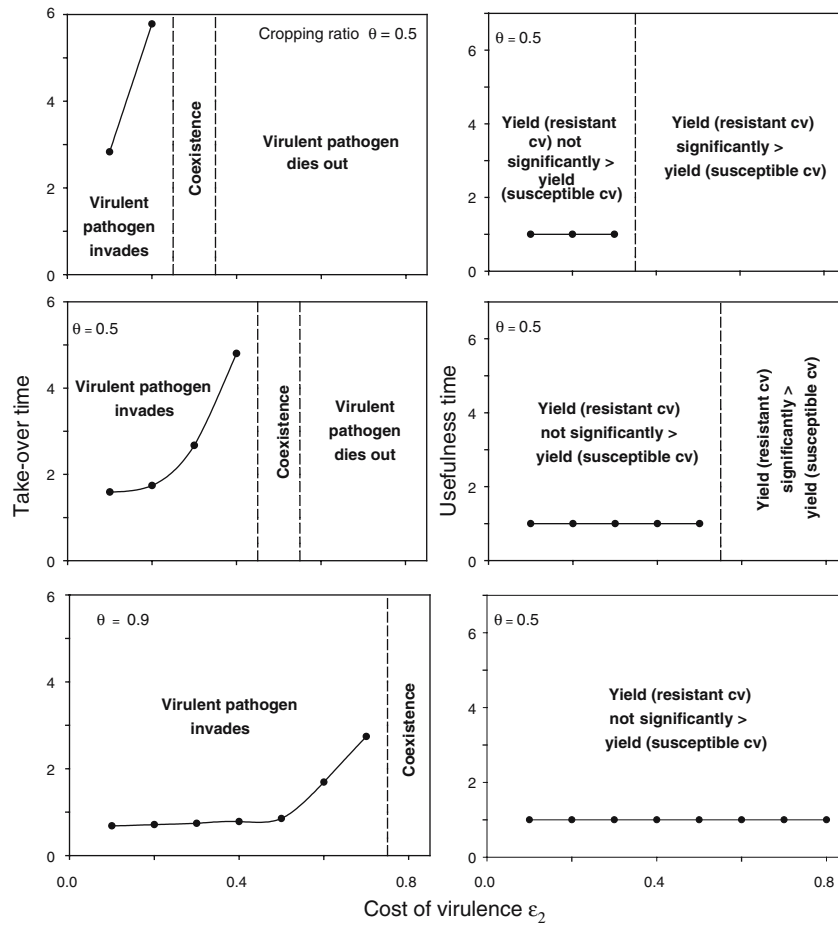 6
4
2
0
Cropping ratio θ = 0.5
Virulent
pathogen
invades
Coexistence
Virulent pathogen
dies out
6
4
2
0
θ = 0.5
Yield (resistant
cv) not
significantly >
yield
(susceptible cv)
Yield (resistant cv)
significantly >
yield (susceptible cv)
Take-over time
6
4
2
0
θ = 0.5
Virulent pathogen
invades
Coexistence
Virulent
pathogen
dies out
Usefulness time
6
4
2
0
θ = 0.5
Yield (resistant cv)
not significantly >
yield (susceptible cv)
Yield (resistant cv)
significantly >
yield (susceptible cv)
6
4
2
0
θ = 0.9
Virulent pathogen
invades
Coexistence
0.0 0.4 0.8
6
4
2
0
θ = 0.5
Yield (resistant cv)
not significantly >
yield (susceptible cv)
0.0 0.4 0.8
Cost of virulence ε₂